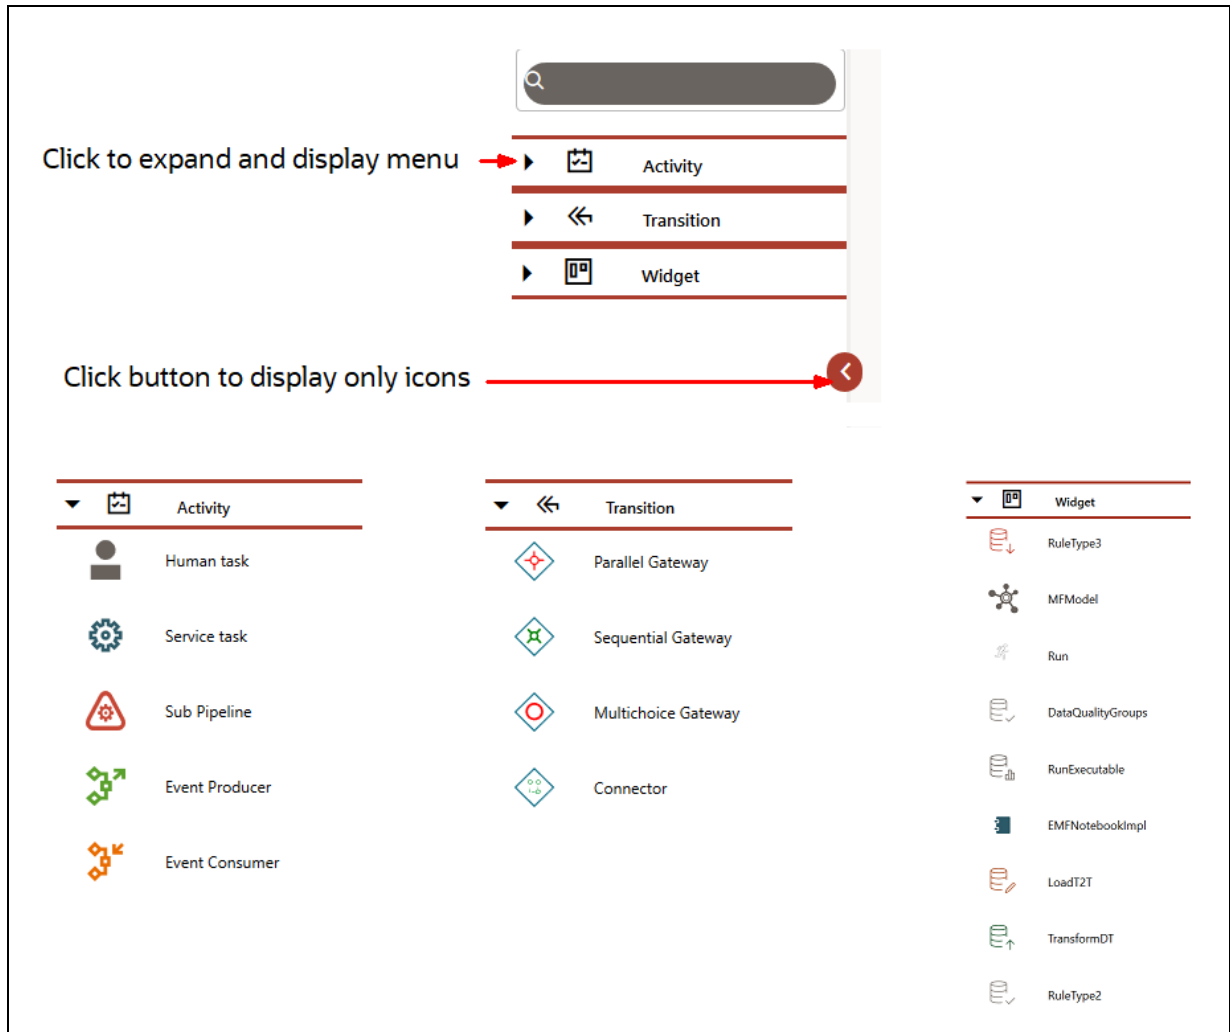 Click to expand and display menu
Activity
Transition
Widget
Click button to display only icons
Activity
Human task
Service task
Sub Pipeline
Event Producer
Event Consumer
Transition
Parallel Gateway
Sequential Gateway
Multichoice Gateway
Connector
Widget
RuleType3
MFModel
Run
DataQualityGroups
RunExecutable
EMFNotebookImpl
LoadT2T
TransformDT
RuleType2